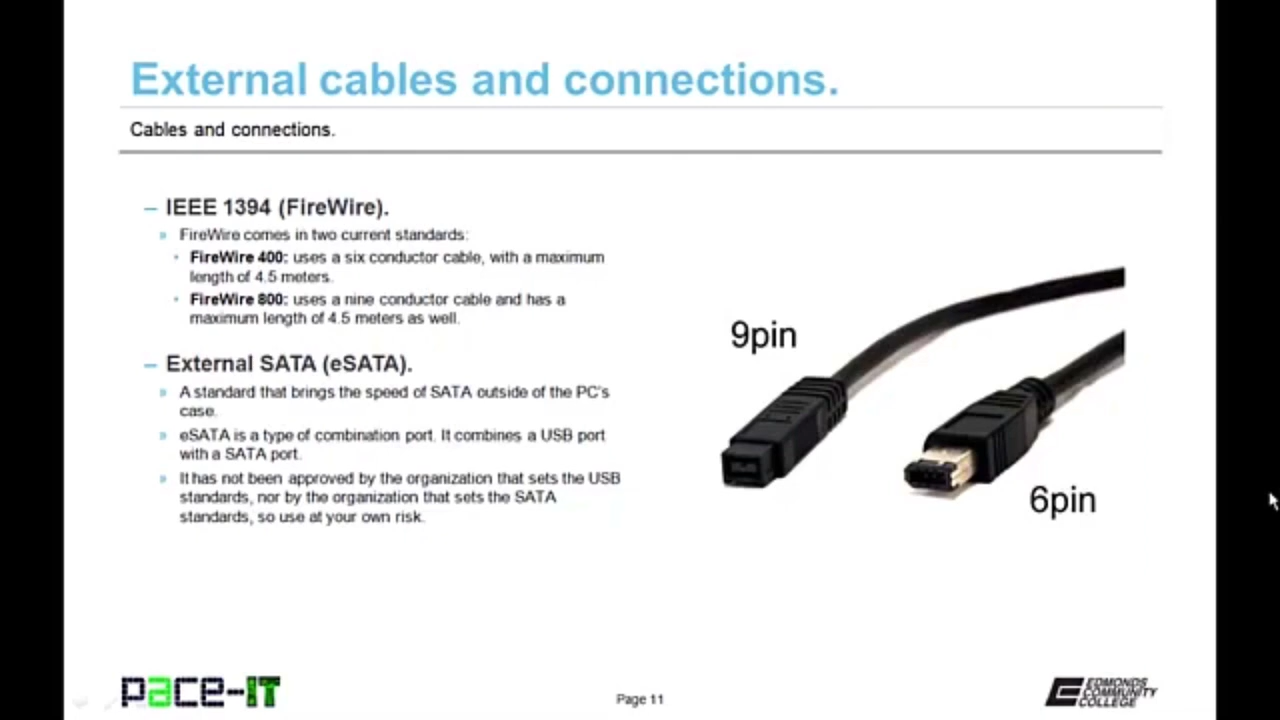 External cables and connections.
Cables and connections.
– IEEE 1394 (FireWire).
» FireWire comes in two current standards:
• FireWire 400: uses a six conductor cable, with a maximum
length of 4.5 meters.
• FireWire 800: uses a nine conductor cable and has a
maximum length of 4.5 meters as well.
– External SATA (eSATA).
» A standard that brings the speed of SATA outside of the PC's
case.
» eSATA is a type of combination port. It combines a USB port
with a SATA port.
» It has not been approved by the organization that sets the USB
standards, nor by the organization that sets the SATA
standards, so use at your own risk.
9pin
6pin
pace-IT
Page 11
EDMONDS
COMMUNITY
COLLEGE